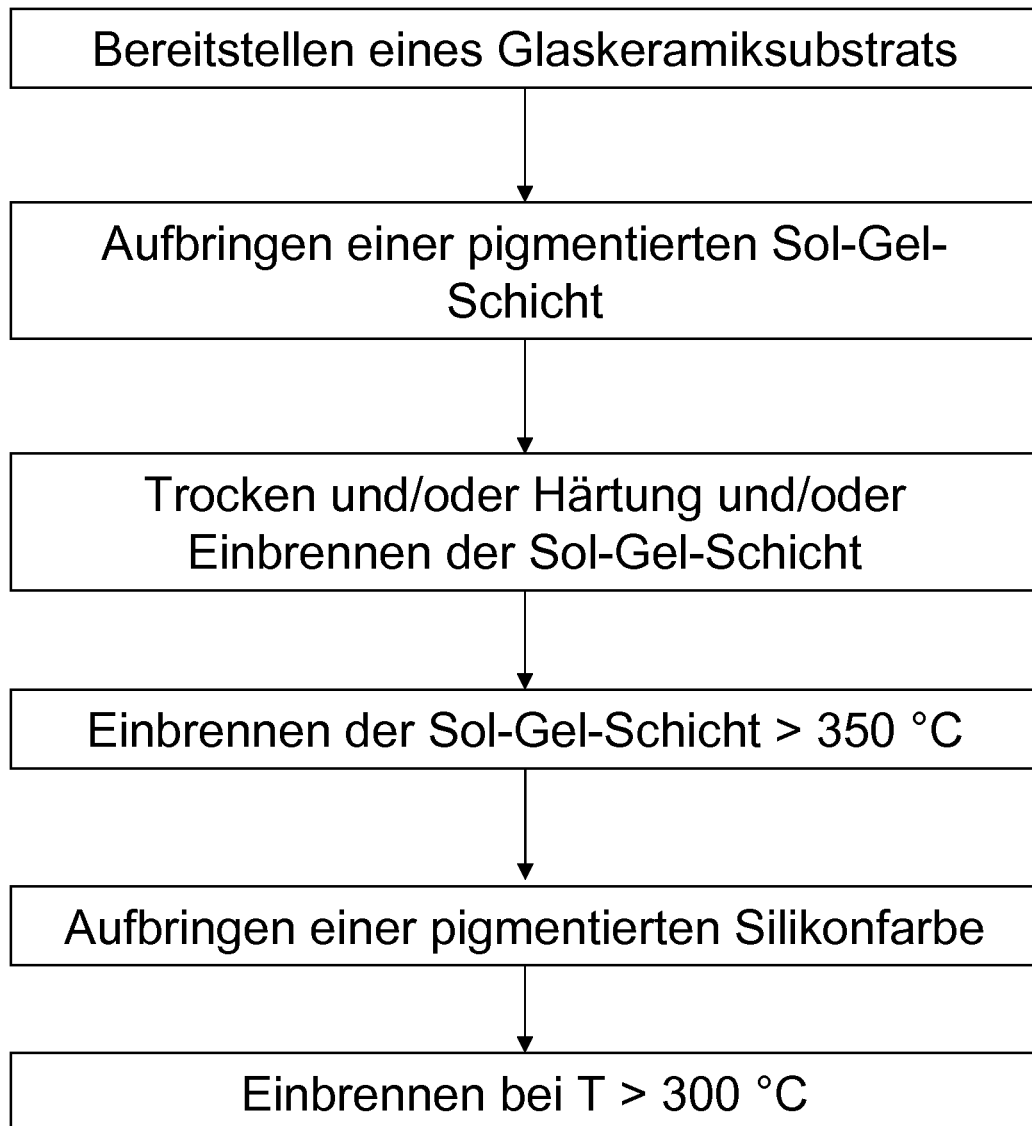 Bereitstellen eines Glaskeramiksubstrats
Aufbringen einer pigmentierten Sol-Gel-
Schicht
Trocken und/oder Härtung und/oder
Einbrennen der Sol-Gel-Schicht
Einbrennen der Sol-Gel-Schicht > 350 °C
Aufbringen einer pigmentierten Silikonfarbe
Einbrennen bei T > 300 °C